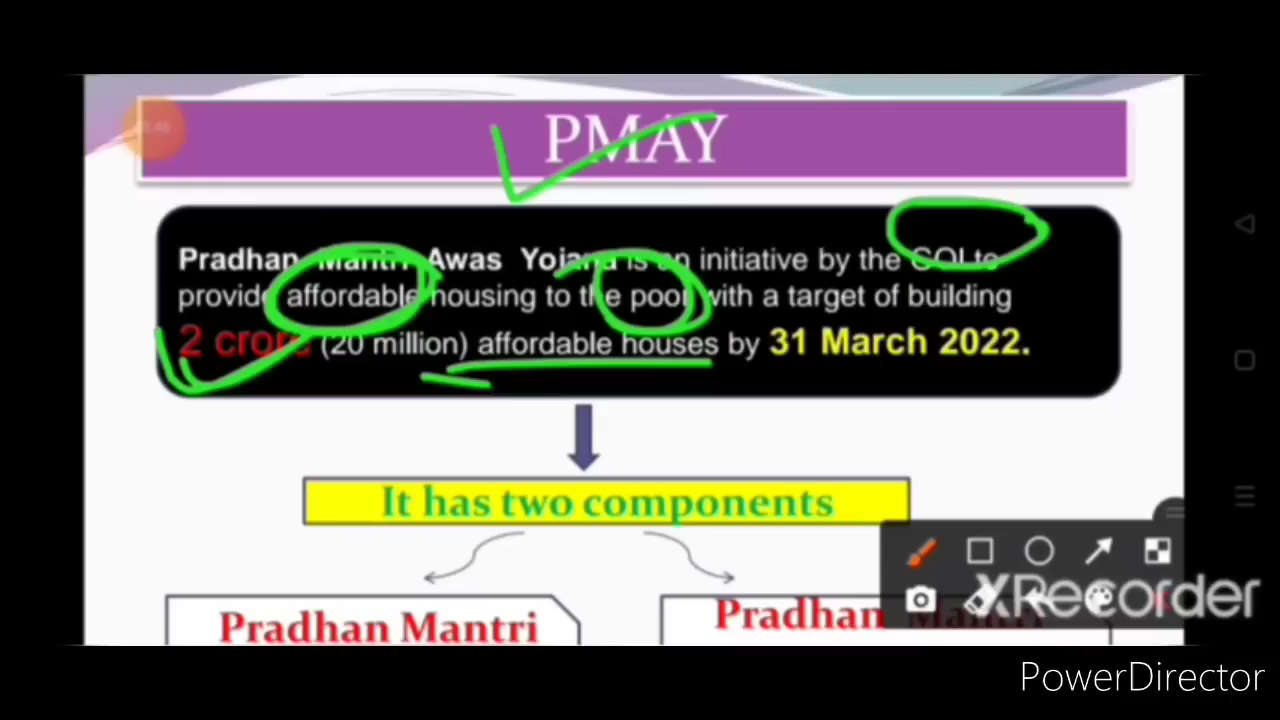 PMAY
Pradhan Mantri Awas Yojana is an initiative by the GOI to
provide affordable housing to the poor with a target of building
2 crore (20 million) affordable houses by 31 March 2022.
It has two components
Pradhan Mantri
Pradhan Mantri
XRecorder
PowerDirector